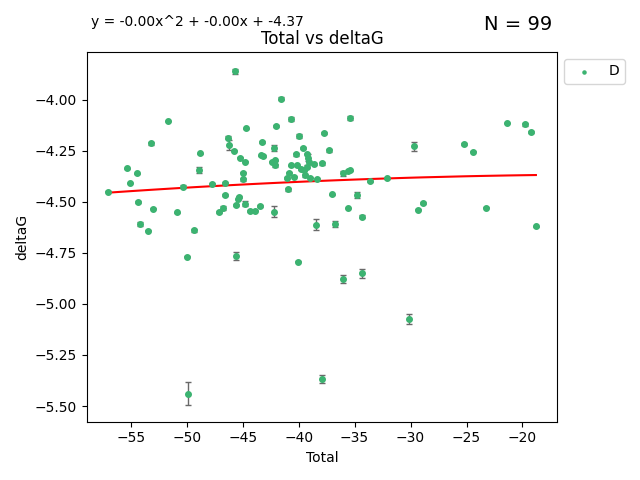 y = -0.00x^2 + -0.00x + -4.37
N = 99
Total vs deltaG
D
−4.00
−4.25
−4.50
−4.75
−5.00
−5.25
−5.50
deltaG
−55 −50 −45 −40 −35 −30 −25 −20
Total